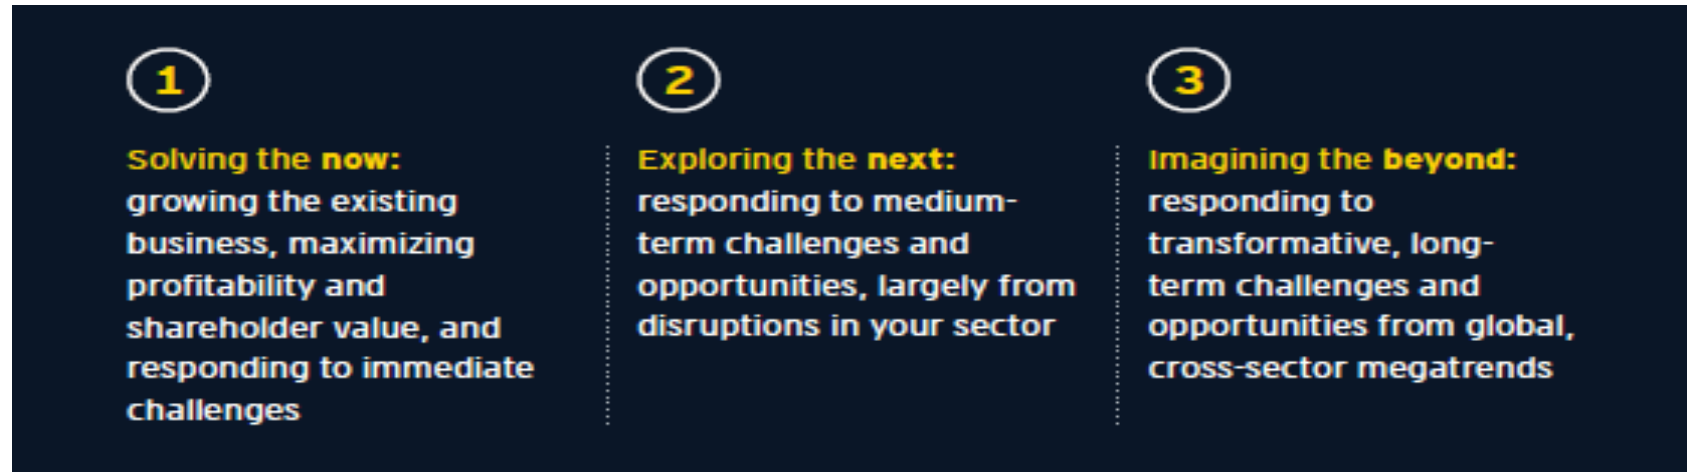 1
Solving the now:
growing the existing
business, maximizing
profitability and
shareholder value, and
responding to immediate
challenges
2
Exploring the next:
responding to medium-
term challenges and
opportunities, largely from
disruptions in your sector
3
Imagining the beyond:
responding to
transformative, long-
term challenges and
opportunities from global,
cross-sector megatrends